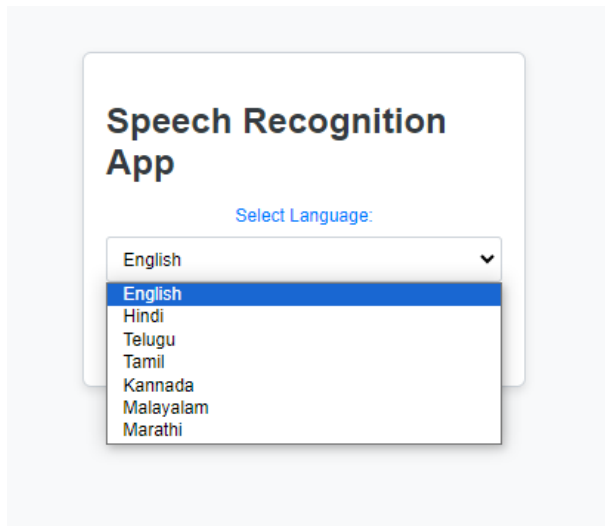 Speech Recognition
App
Select Language:
English
English
Hindi
Telugu
Tamil
Kannada
Malayalam
Marathi